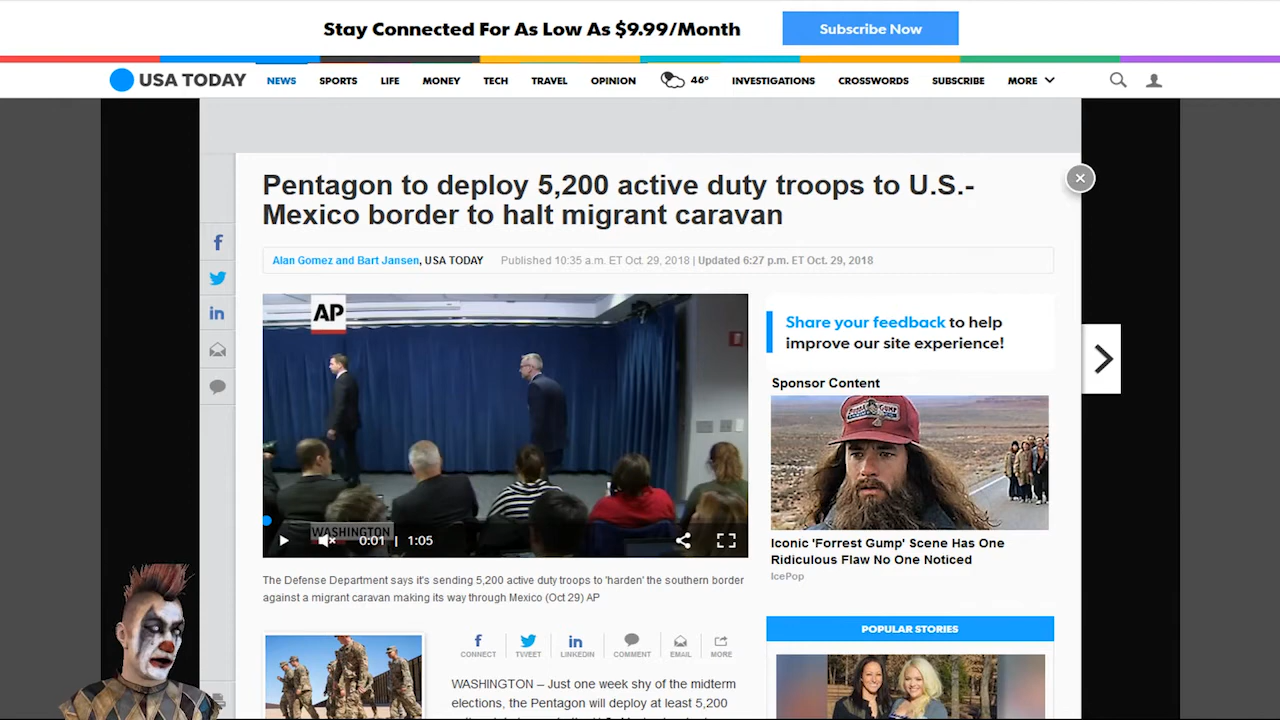 Stay Connected For As Low As $9.99/Month
Subscribe Now
USA TODAY
NEWS SPORTS LIFE MONEY TECH TRAVEL OPINION 46° INVESTIGATIONS CROSSWORDS SUBSCRIBE MORE
Pentagon to deploy 5,200 active duty troops to U.S.-
Mexico border to halt migrant caravan
Alan Gomez and Bart Jansen, USA TODAY Published 10:35 a.m. ET Oct. 29, 2018 | Updated 6:27 p.m. ET Oct. 29, 2018
AP
WASHINGTON
0:01 | 1:05
The Defense Department says it's sending 5,200 active duty troops to 'harden' the southern border
against a migrant caravan making its way through Mexico (Oct 29) AP
Share your feedback to help
improve our site experience!
Sponsor Content
Iconic 'Forrest Gump' Scene Has One
Ridiculous Flaw No One Noticed
IcePop
POPULAR STORIES
f
in
f
in
CONNECT TWEET LINKEDIN COMMENT EMAIL MORE
WASHINGTON – Just one week shy of the midterm
elections, the Pentagon will deploy at least 5,200